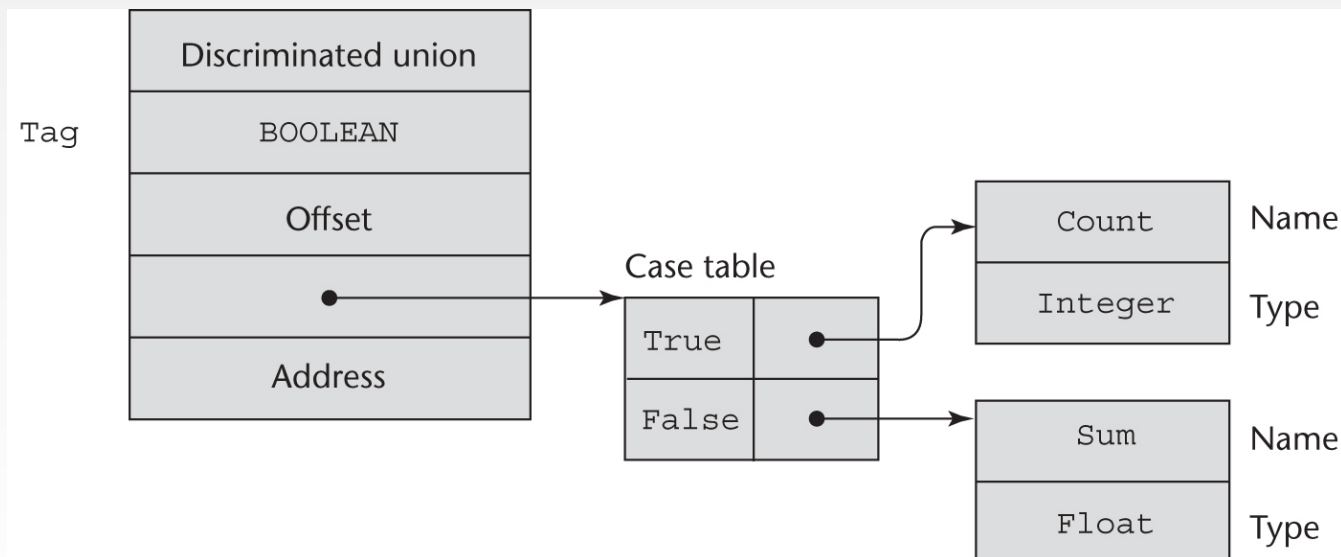 Discriminated union
Tag
BOOLEAN
Offset
Address
Case table
True
False
Count
Name
Integer
Type
Sum
Name
Float
Type